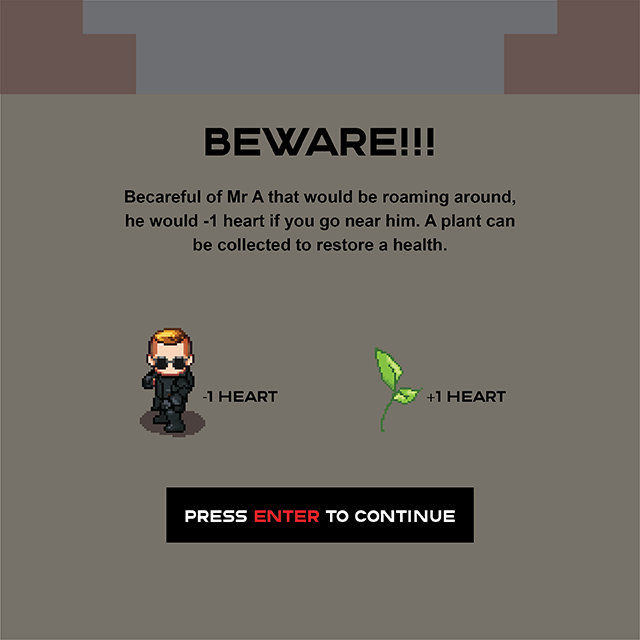 BEWARE!!!
Becareful of Mr A that would be roaming around,
he would -1 heart if you go near him. A plant can
be collected to restore a health.
-1 HEART
+1 HEART
PRESS ENTER TO CONTINUE